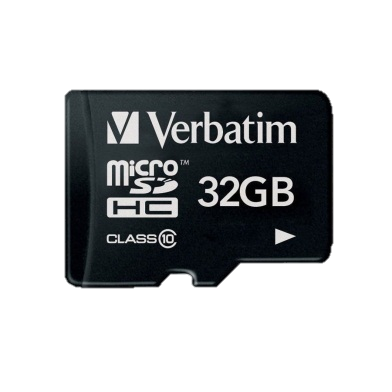 Verbatim
micro SD™
HC
32GB
CLASS 10